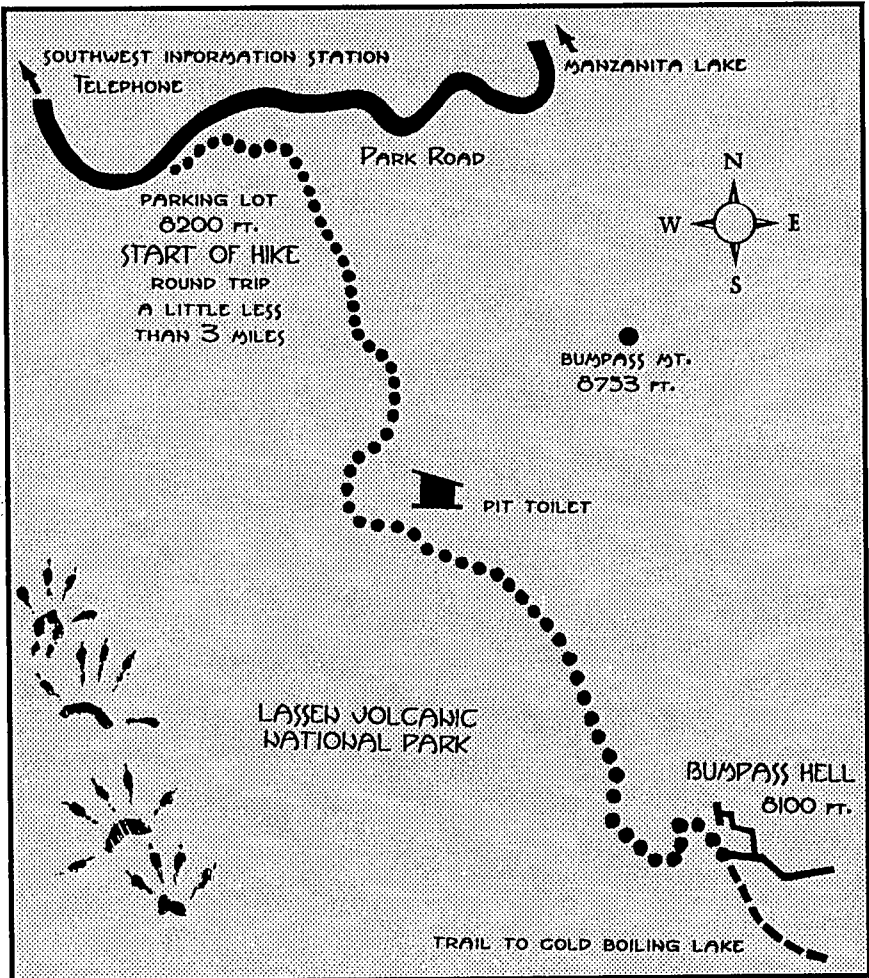 SOUTHWEST INFORMATION STATION
TELEPHONE
MANZANITA LAKE
PARK ROAD
PARKING LOT
8200 FT.
START OF HIKE
ROUND TRIP
A LITTLE LESS
THAN 3 MILES
N
W E
S
BUMPASS MT.
8753 FT.
PIT TOILET
LASSEN VOLCANIC
NATIONAL PARK
BUMPASS HELL
8100 FT.
TRAIL TO COLD BOILING LAKE